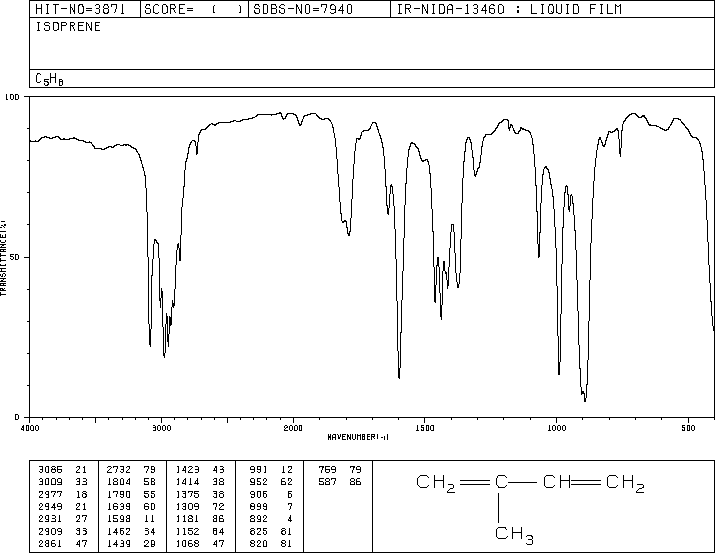 HIT-NO=3871 SCORE= ( ) SDBS-NO=7940 IR-NIDA-13460 : LIQUID FILM
ISOPRENE
C5H8
100
50
0
TRANSMITTANCE(%)
4000 3000 2000 1500 1000 500
WAVENUMBER(-1)
3086 21 2732 79 1423 43 991 12 769 79
3009 33 1804 58 1414 38 952 62 587 86
2977 18 1790 55 1375 38 906 6
2949 21 1639 60 1309 72 899 7
2931 27 1598 11 1181 86 892 4
2909 33 1462 34 1152 84 825 81
2861 47 1439 29 1068 47 820 81
CH2=C-CH=CH2
CH3